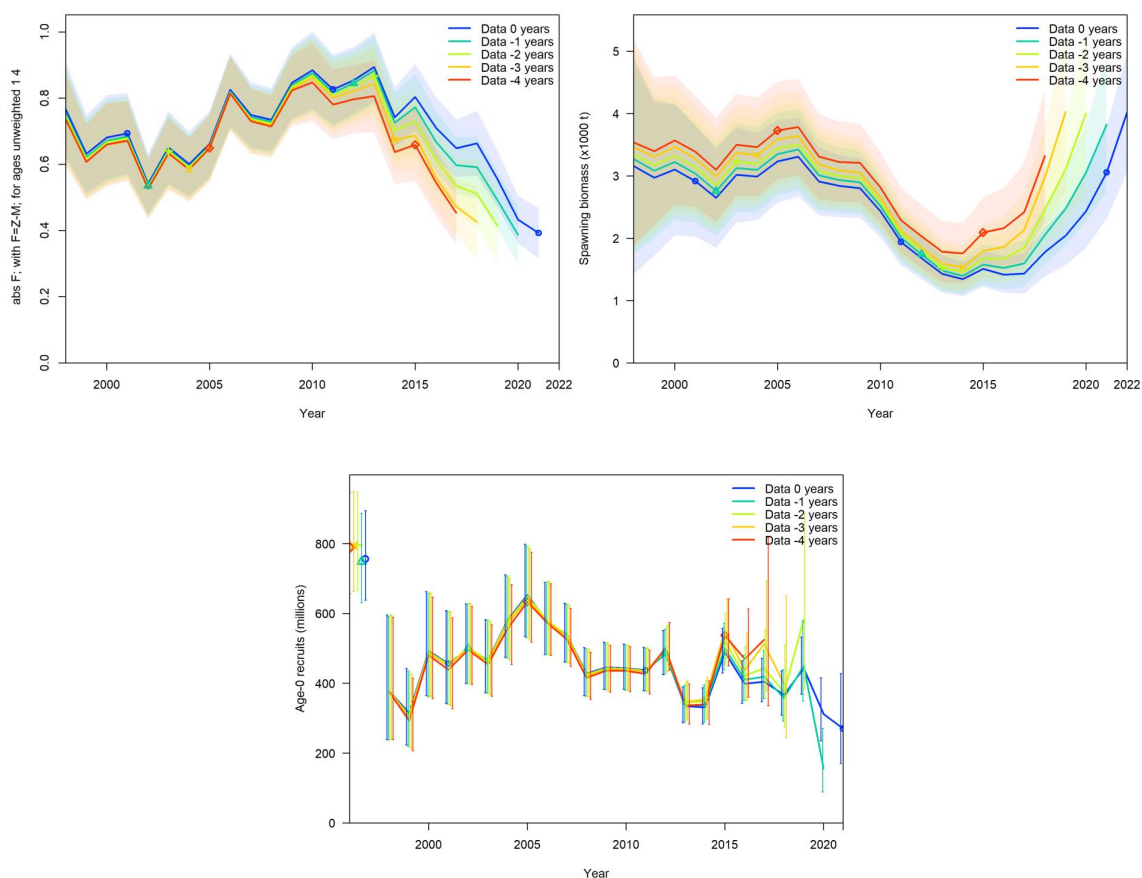 abs F; with F=Z-M; for ages unweighted 1 4
0.0
0.2
0.4
0.6
0.8
1.0
Data 0 years
Data -1 years
Data -2 years
Data -3 years
Data -4 years
2000
2005
2010
2015
2020
2022
Year
Spawning biomass (x1000 t)
0
1
2
3
4
5
Data 0 years
Data -1 years
Data -2 years
Data -3 years
Data -4 years
2000
2005
2010
2015
2020
2022
Year
Age-0 recruits (millions)
0
200
400
600
800
Data 0 years
Data -1 years
Data -2 years
Data -3 years
Data -4 years
2000
2005
2010
2015
2020
Year